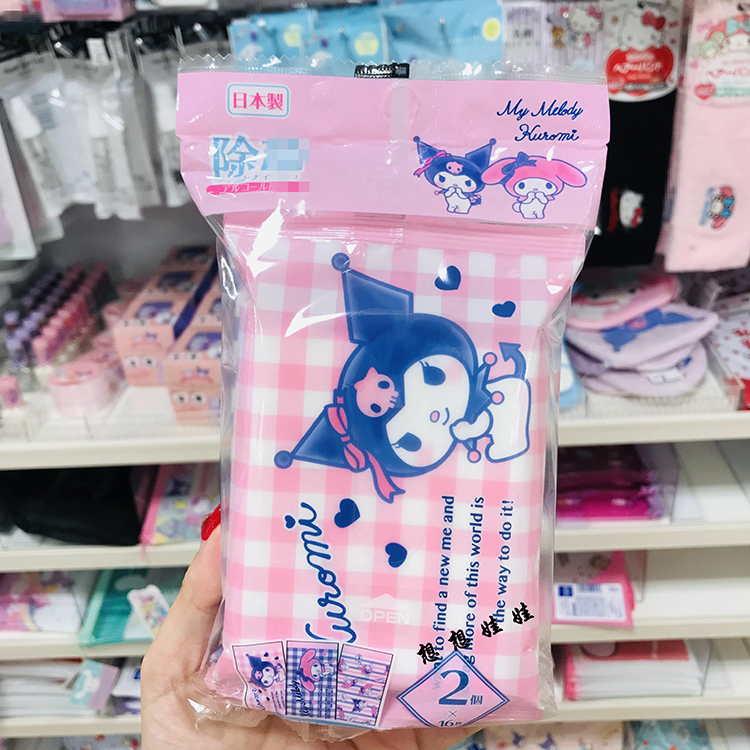 日本製
My Melody
Kuromi
除
アルコール
Kuromi
to find a new me and
more of this world is
the way to do it!
OPEN
想想娃娃
2個
×
16